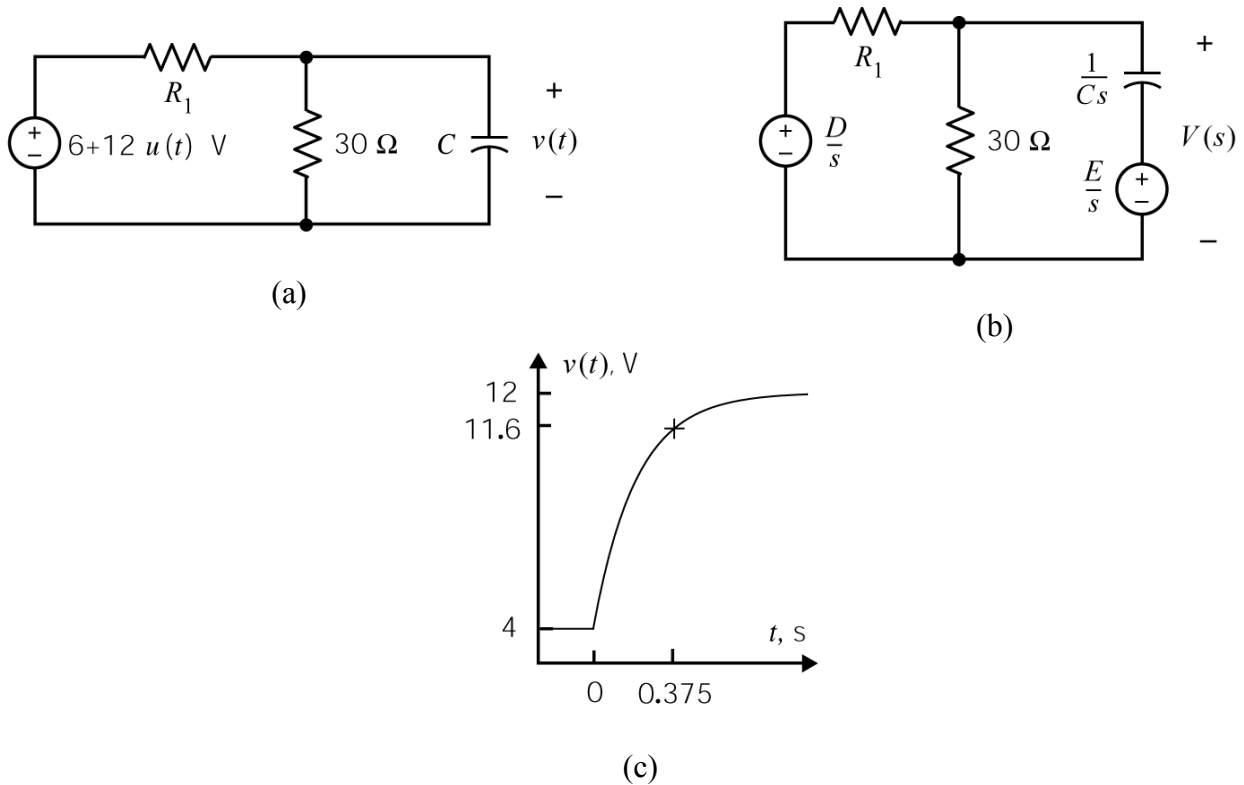 R₁
6+12 u(t) V
30 Ω
C
v(t)
+
−
(a)
R₁
D/s
30 Ω
1/Cs
E/s
+
V(s)
−
(b)
v(t), V
12
11.6
4
t, s
0
0.375
(c)